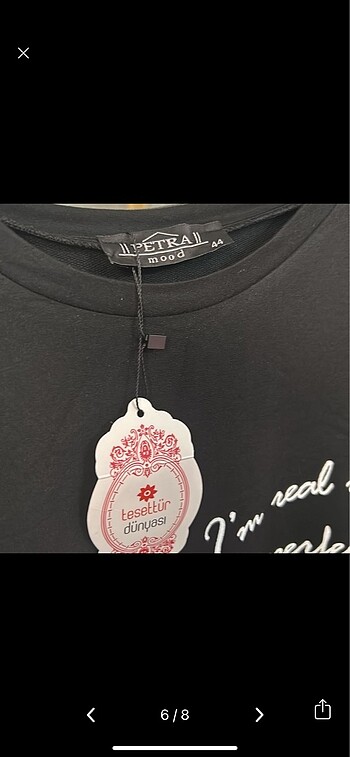 PETRA
mood
44
tesettür
dünyası
I'm real
6/8